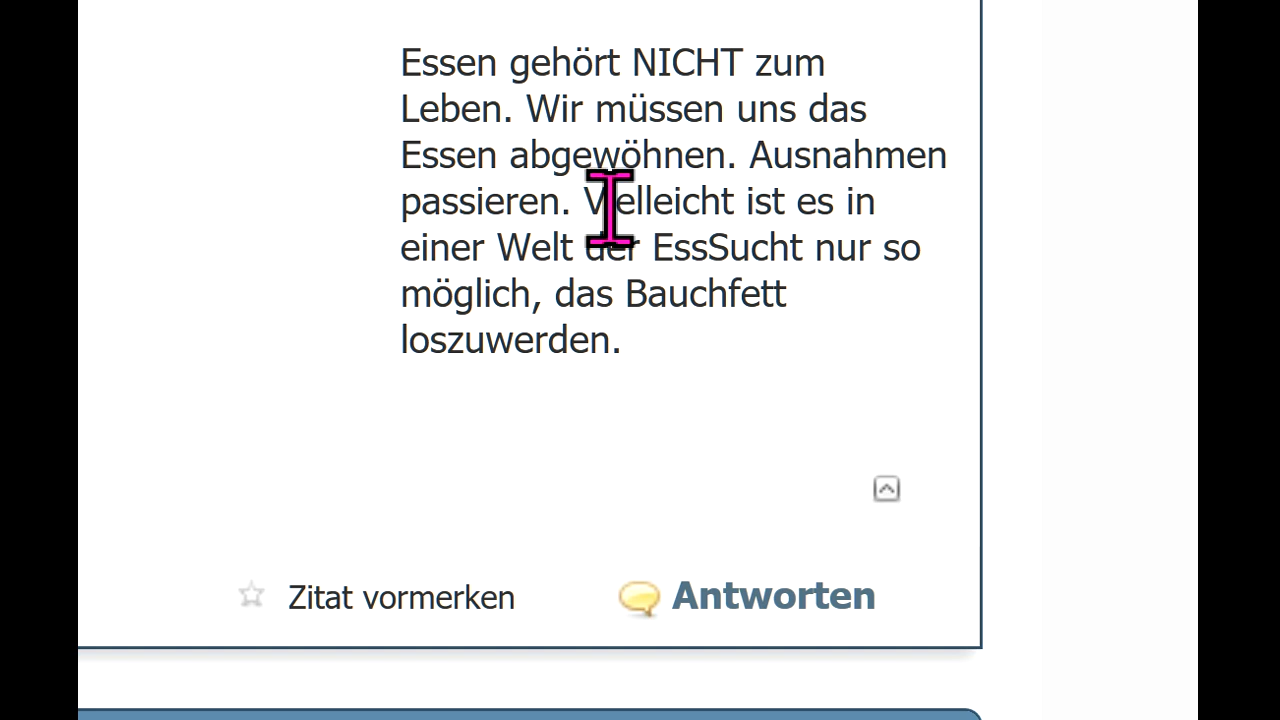 Essen gehört NICHT zum
Leben. Wir müssen uns das
Essen abgewöhnen. Ausnahmen
passieren. Vielleicht ist es in
einer Welt der EssSucht nur so
möglich, das Bauchfett
loszuwerden.
Zitat vormerken
Antworten